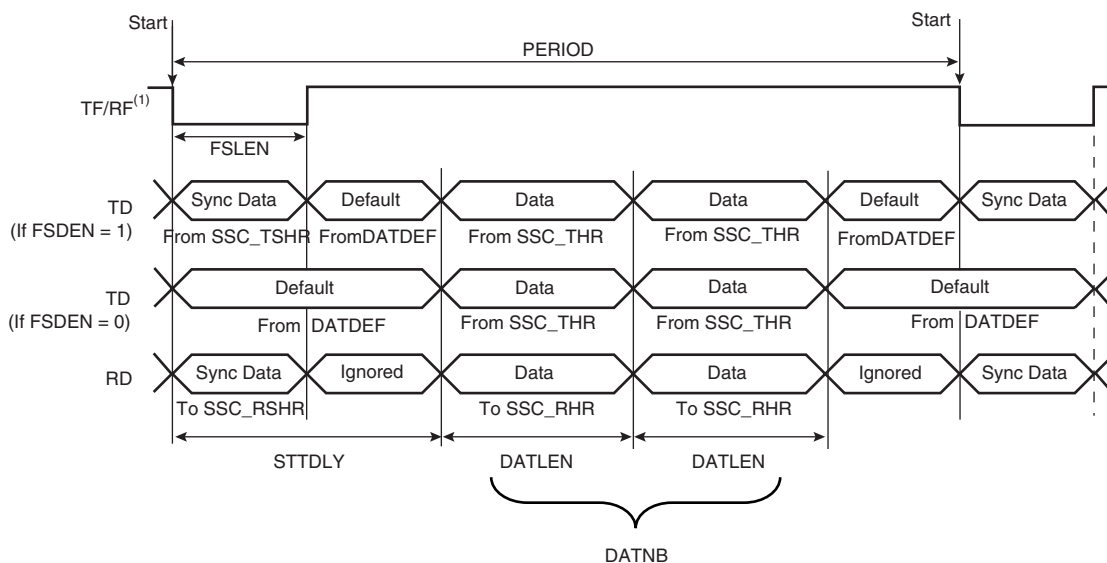 Start
Start
PERIOD
TF/RF(1)
FSLEN
TD
(If FSDEN = 1)
Sync Data
Default
Data
Data
Default
Sync Data
From SSC_TSHR
FromDATDEF
From SSC_THR
From SSC_THR
FromDATDEF
TD
(If FSDEN = 0)
Default
Data
Data
Default
From DATDEF
From SSC_THR
From SSC_THR
From DATDEF
RD
Sync Data
Ignored
Data
Data
Ignored
Sync Data
To SSC_RSHR
To SSC_RHR
To SSC_RHR
STTDLY
DATLEN
DATLEN
DATNB